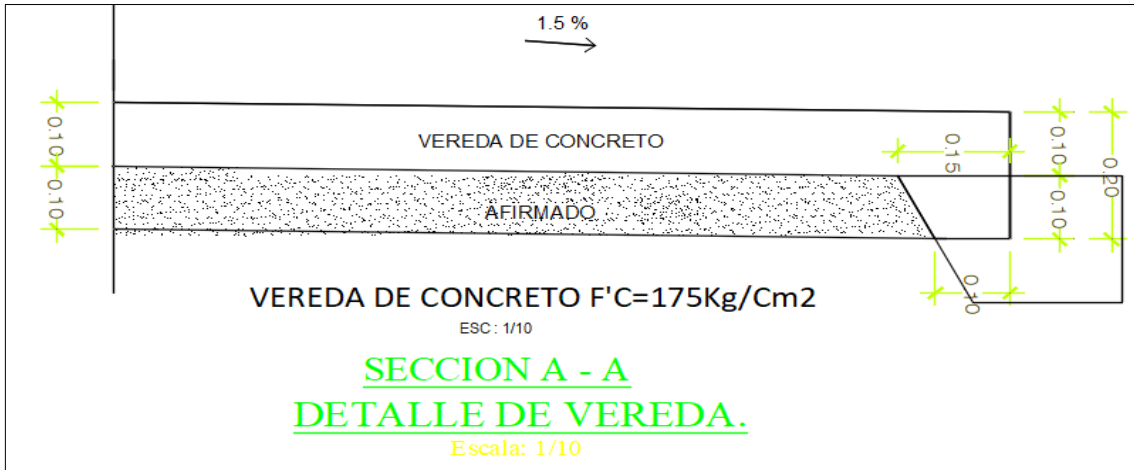 1.5 %
0.10
0.10
VEREDA DE CONCRETO
AFIRMADO
0.15
0.10
0.10
0.20
0.10
VEREDA DE CONCRETO F'C=175Kg/Cm2
ESC : 1/10
SECCION A - A
DETALLE DE VEREDA.
Escala: 1/10